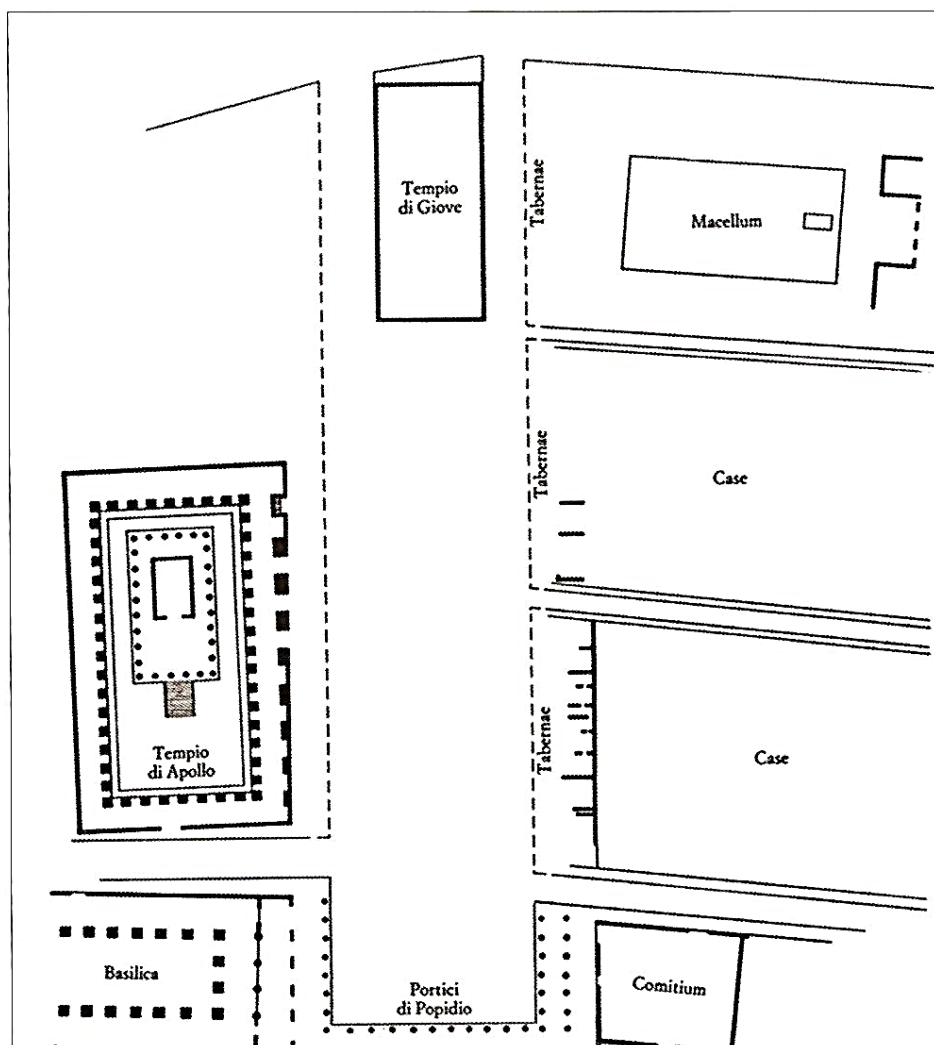 Tempio
di Giove
Tabernae
Macellum
Tabernae
Case
Tabernae
Case
Tempio
di Apollo
Basilica
Portici
di Popidio
Comitium